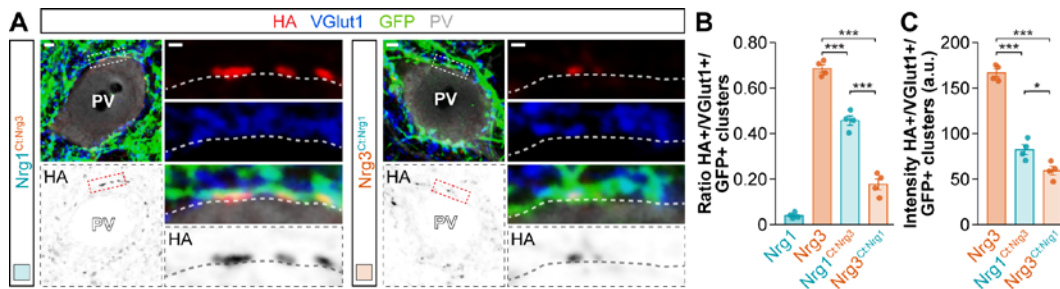 A
HA VGlut1 GFP PV
Nrg1Ct:Nrg3
PV
HA
PV
HA
Nrg3Ct:Nrg1
PV
HA
PV
HA
B
Ratio HA+/VGlut1+/
GFP+ clusters
0.80
0.60
0.40
0.20
0
***
***
***
Nrg1
Nrg3
Nrg1Ct:Nrg3
Nrg3Ct:Nrg1
C
Intensity HA+/VGlut1+/
GFP+ clusters (a.u.)
200
150
100
50
0
***
***
*
Nrg3
Nrg1Ct:Nrg3
Nrg3Ct:Nrg1